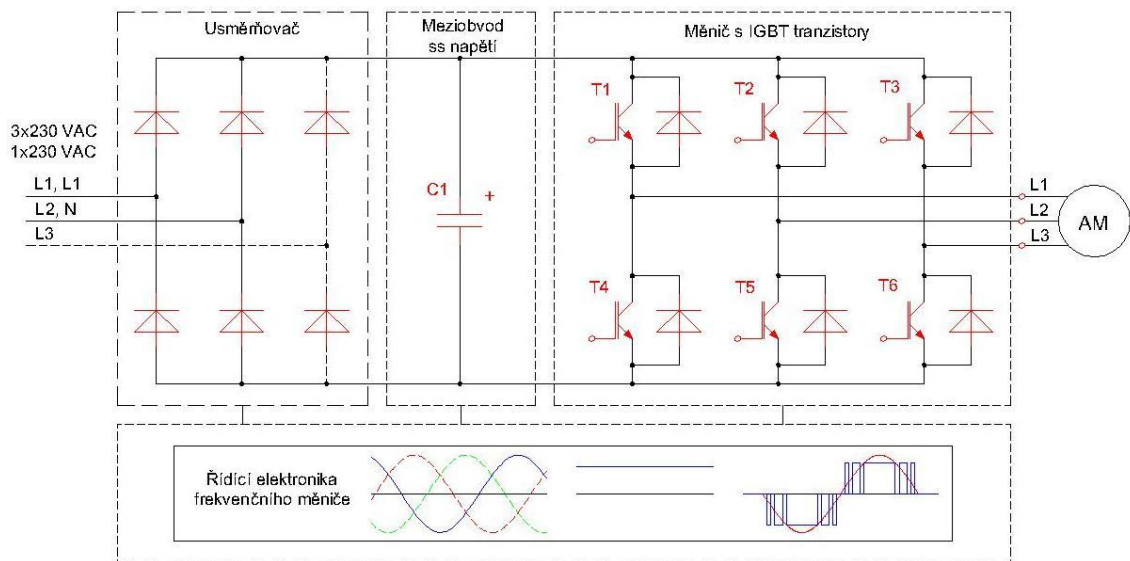 Usměrňovač
Meziobvod
ss napětí
Měnič s IGBT tranzistory
3x230 VAC
1x230 VAC
L1, L1
L2, N
L3
C1
+
T1
T2
T3
T4
T5
T6
L1
L2
L3
AM
Řídící elektronika
frekvenčního měniče